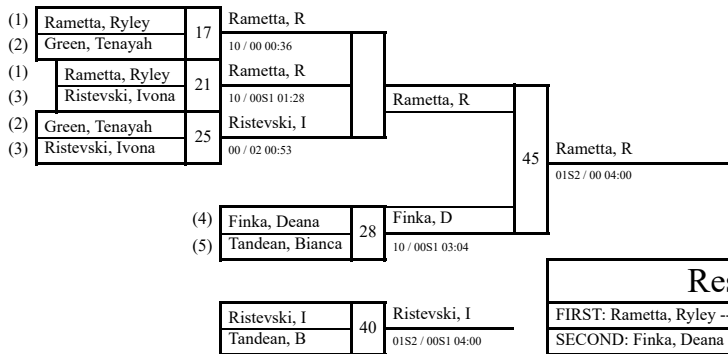 (1) Rametta, Ryley 17 Rametta, R
(2) Green, Tenayah 10 / 00 00:36
(1) Rametta, Ryley 21 Rametta, R
(3) Ristevski, Ivona 10 / 00S1 01:28
Rametta, R
(2) Green, Tenayah 25 Ristevski, I
(3) Ristevski, Ivona 00 / 02 00:53
45 Rametta, R
01S2 / 00 04:00
(4) Finka, Deana 28 Finka, D
(5) Tandean, Bianca 10 / 00S1 03:04
Ristevski, I 40 Ristevski, I
Tandean, B 01S2 / 00S1 04:00
Res
FIRST: Rametta, Ryley --
SECOND: Finka, Deana